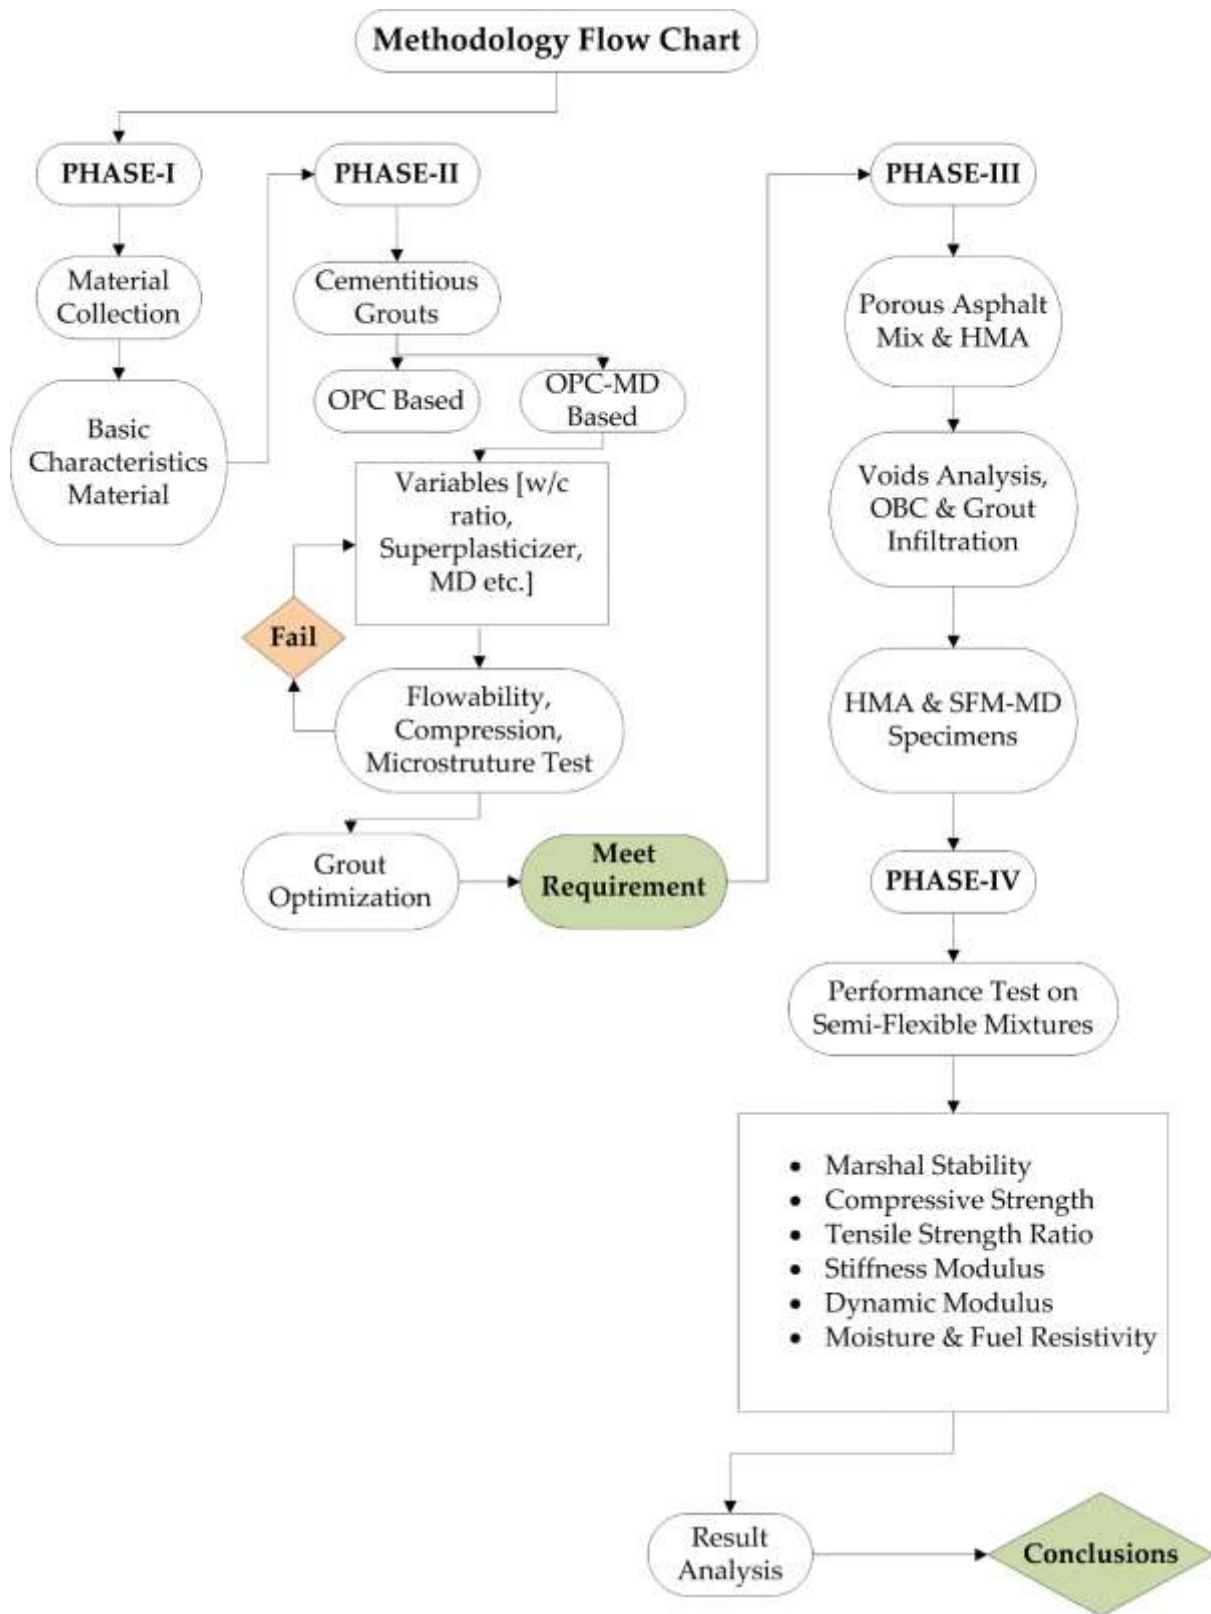 Methodology Flow Chart
PHASE-I
Material
Collection
Basic
Characteristics
Material
PHASE-II
Cementitious
Grouts
OPC Based
OPC-MD
Based
Variables [w/c
ratio,
Superplasticizer,
MD etc.]
Fail
Flowability,
Compression,
Microstruture Test
Grout
Optimization
Meet
Requirement
PHASE-III
Porous Asphalt
Mix & HMA
Voids Analysis,
OBC & Grout
Infiltration
HMA & SFM-MD
Specimens
PHASE-IV
Performance Test on
Semi-Flexible Mixtures
• Marshal Stability
• Compressive Strength
• Tensile Strength Ratio
• Stiffness Modulus
• Dynamic Modulus
• Moisture & Fuel Resistivity
Result
Analysis
Conclusions